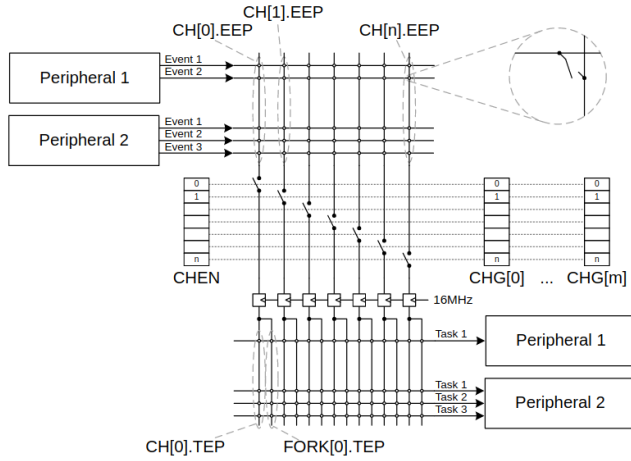 CH[1].EEP
CH[0].EEP
CH[n].EEP
Peripheral 1
Event 1
Event 2
Peripheral 2
Event 1
Event 2
Event 3
0 0 0
1 1 1
n n n
CHEN
CHG[0] ... CHG[m]
16MHz
Task 1
Peripheral 1
Task 1
Task 2
Task 3
Peripheral 2
CH[0].TEP
FORK[0].TEP